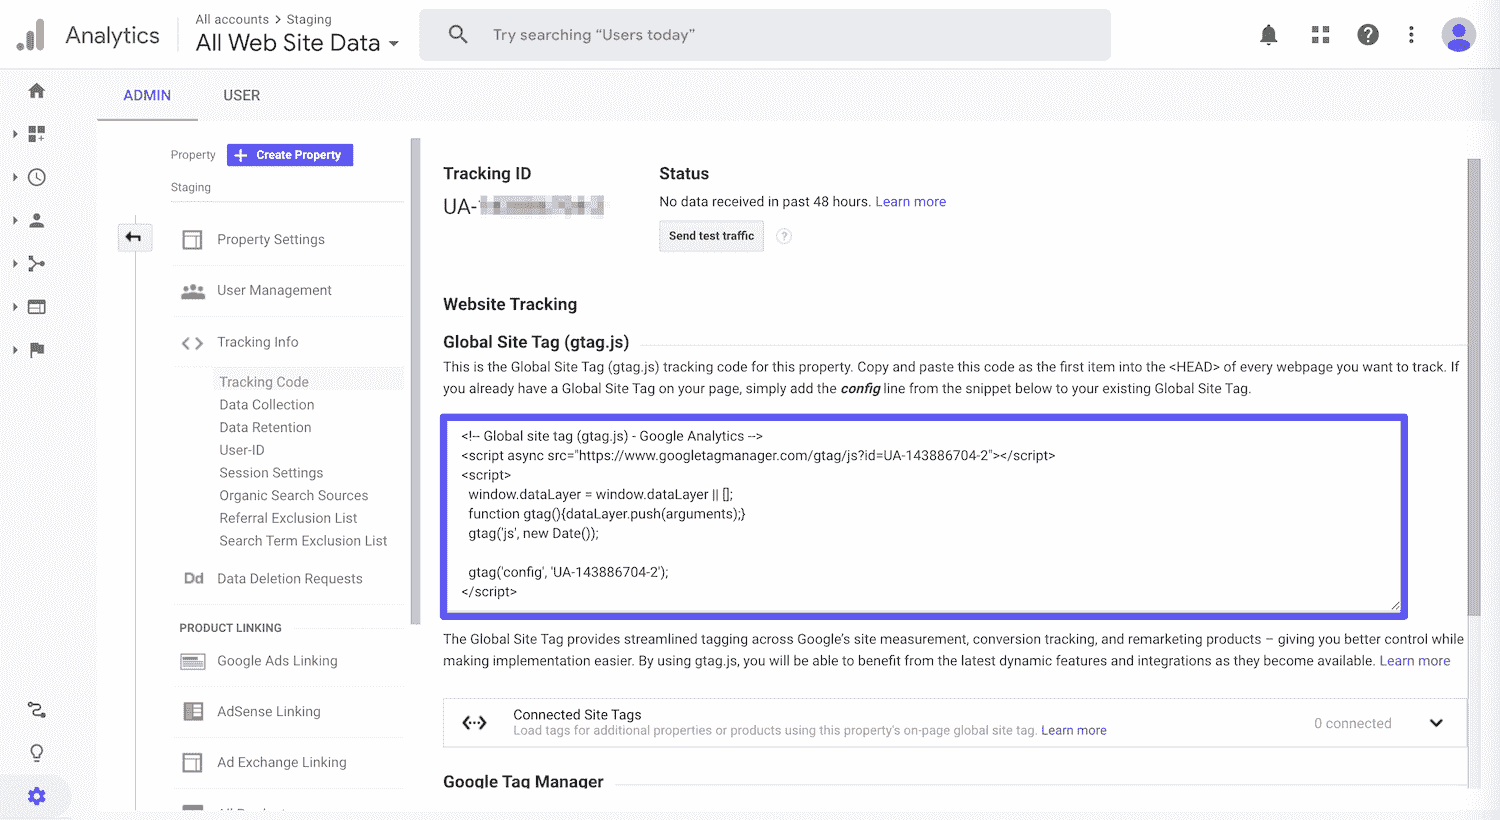 Analytics
All accounts > Staging
All Web Site Data
Try searching “Users today”
ADMIN
USER
Property
Create Property
Staging
Property Settings
User Management
Tracking Info
Tracking Code
Data Collection
Data Retention
User-ID
Session Settings
Organic Search Sources
Referral Exclusion List
Search Term Exclusion List
Dd Data Deletion Requests
PRODUCT LINKING
Google Ads Linking
AdSense Linking
Ad Exchange Linking
Tracking ID
UA-
Status
No data received in past 48 hours. Learn more
Send test traffic
?
Website Tracking
Global Site Tag (gtag.js)
This is the Global Site Tag (gtag.js) tracking code for this property. Copy and paste this code as the first item into the <HEAD> of every webpage you want to track. If
you already have a Global Site Tag on your page, simply add the config line from the snippet below to your existing Global Site Tag.
<!-- Global site tag (gtag.js) - Google Analytics -->
<script async src="https://www.googletagmanager.com/gtag/js?id=UA-143886704-2"></script>
<script>
window.dataLayer = window.dataLayer || [];
function gtag(){dataLayer.push(arguments);}
gtag('js', new Date());
gtag('config', 'UA-143886704-2');
</script>
The Global Site Tag provides streamlined tagging across Google’s site measurement, conversion tracking, and remarketing products – giving you better control while
making implementation easier. By using gtag.js, you will be able to benefit from the latest dynamic features and integrations as they become available. Learn more
Connected Site Tags
Load tags for additional properties or products using this property's on-page global site tag. Learn more
0 connected
Google Tag Manager